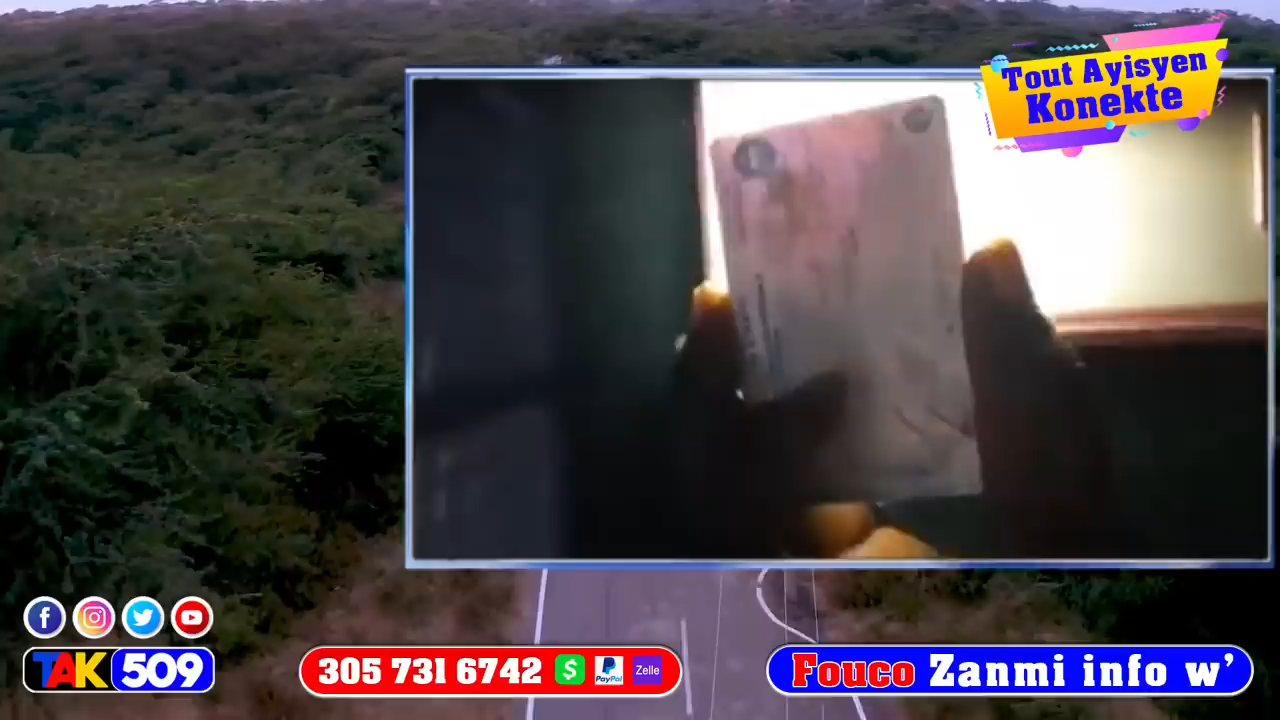 Tout Ayisyen
Konekte
TAK 509
305 731 6742 $ PayPal Zelle
Fouco Zanmi info w'